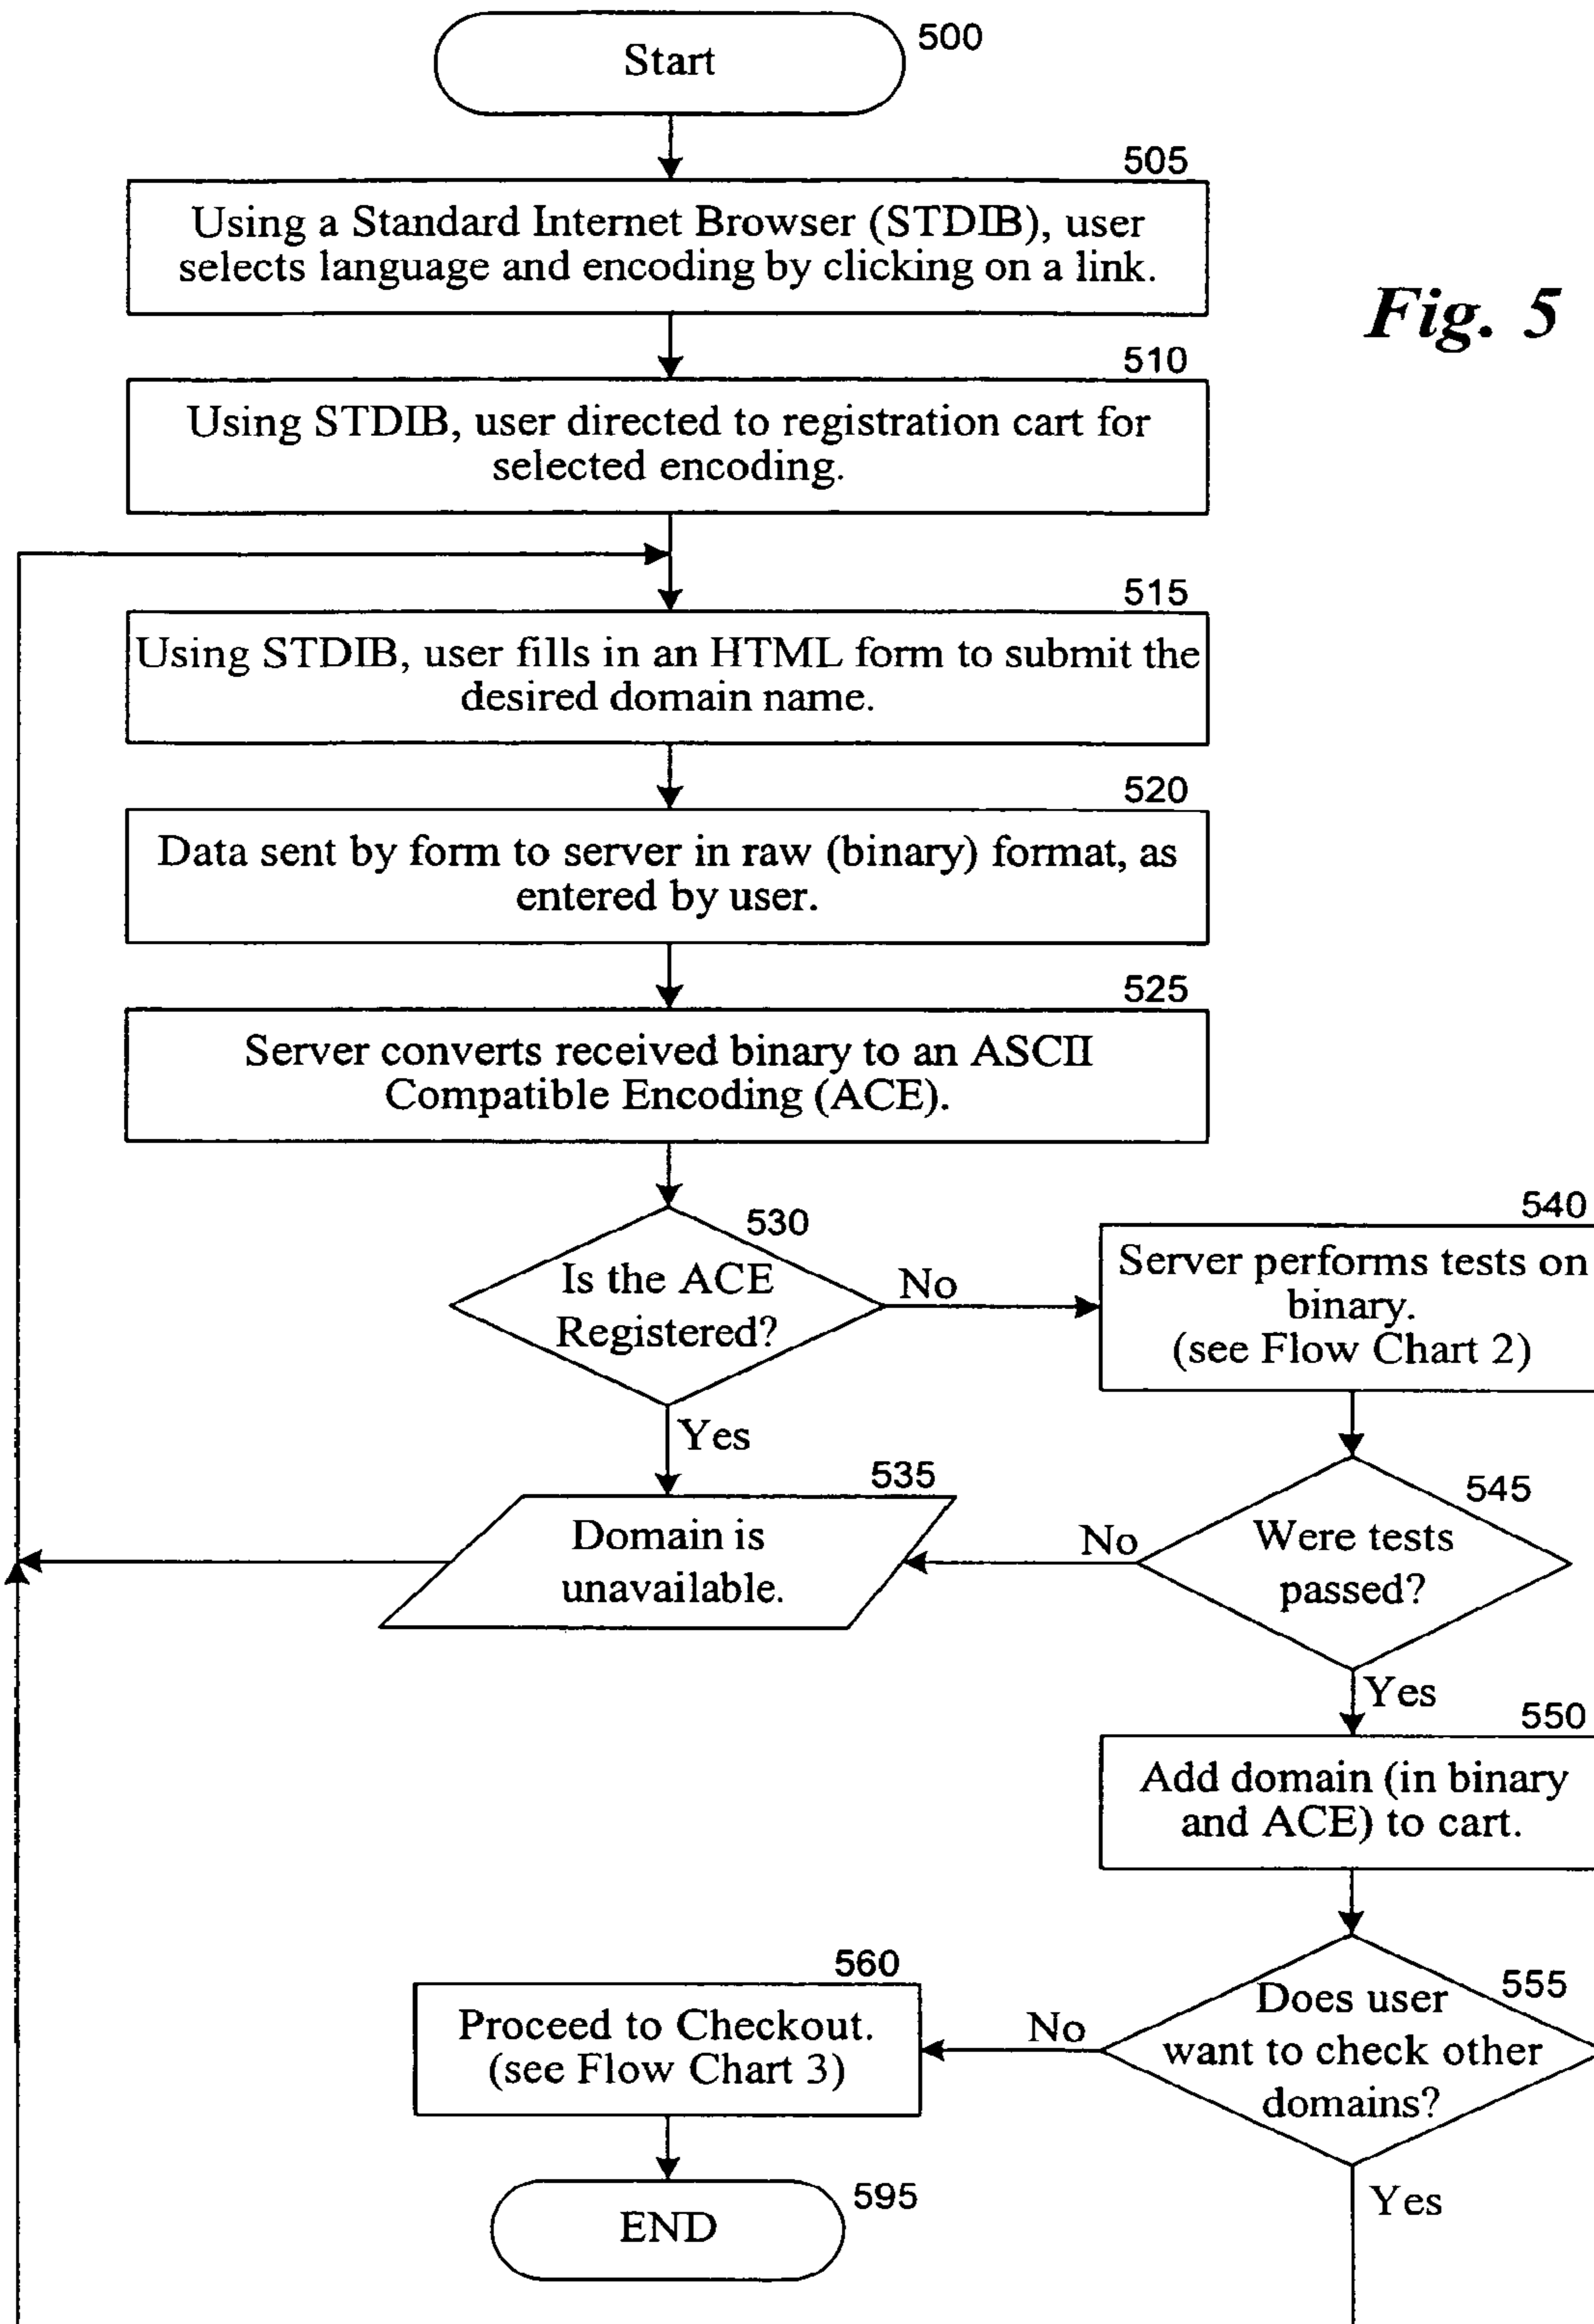 Start
500
505
Using a Standard Internet Browser (STDIB), user
selects language and encoding by clicking on a link.
Fig. 5
510
Using STDIB, user directed to registration cart for
selected encoding.
515
Using STDIB, user fills in an HTML form to submit the
desired domain name.
520
Data sent by form to server in raw (binary) format, as
entered by user.
525
Server converts received binary to an ASCII
Compatible Encoding (ACE).
530
Is the ACE
Registered?
No
Yes
540
Server performs tests on
binary.
(see Flow Chart 2)
535
Domain is
unavailable.
545
Were tests
passed?
No
Yes
550
Add domain (in binary
and ACE) to cart.
555
Does user
want to check other
domains?
No
Yes
560
Proceed to Checkout.
(see Flow Chart 3)
END
595